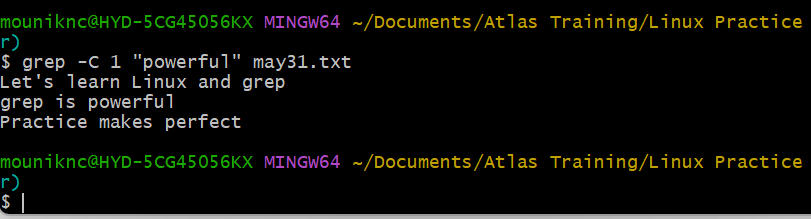 mouniknc@HYD-5CG45056KX MINGW64 ~/Documents/Atlas Training/Linux Practice
r)
$ grep -C 1 "powerful" may31.txt
Let's learn Linux and grep
grep is powerful
Practice makes perfect
mouniknc@HYD-5CG45056KX MINGW64 ~/Documents/Atlas Training/Linux Practice
r)
$